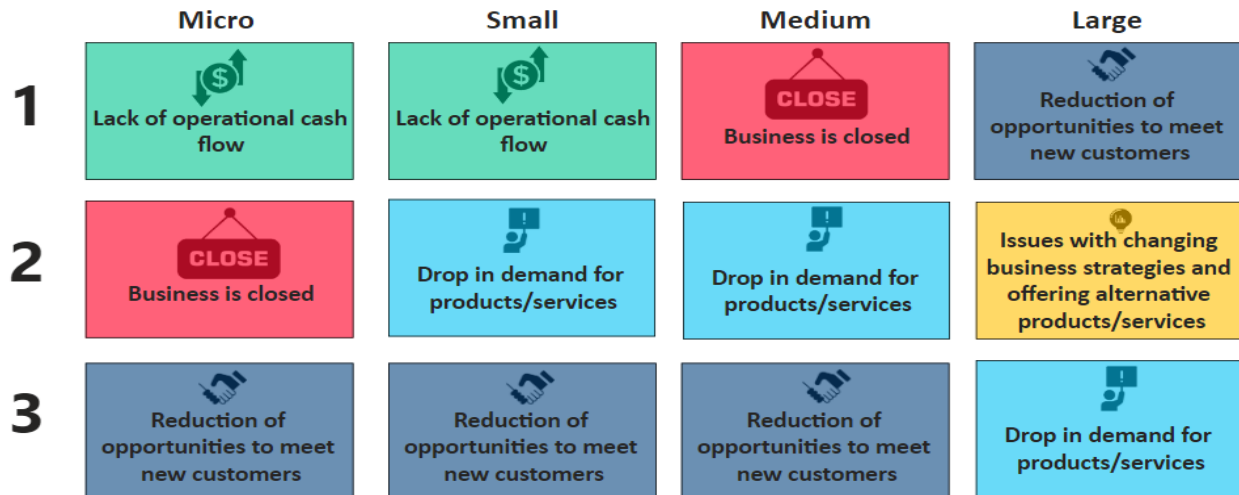 Micro
Small
Medium
Large
1
Lack of operational cash
flow
Lack of operational cash
flow
CLOSE
Business is closed
Reduction of
opportunities to meet
new customers
2
CLOSE
Business is closed
Drop in demand for
products/services
Drop in demand for
products/services
Issues with changing
business strategies and
offering alternative
products/services
3
Reduction of
opportunities to meet
new customers
Reduction of
opportunities to meet
new customers
Reduction of
opportunities to meet
new customers
Drop in demand for
products/services